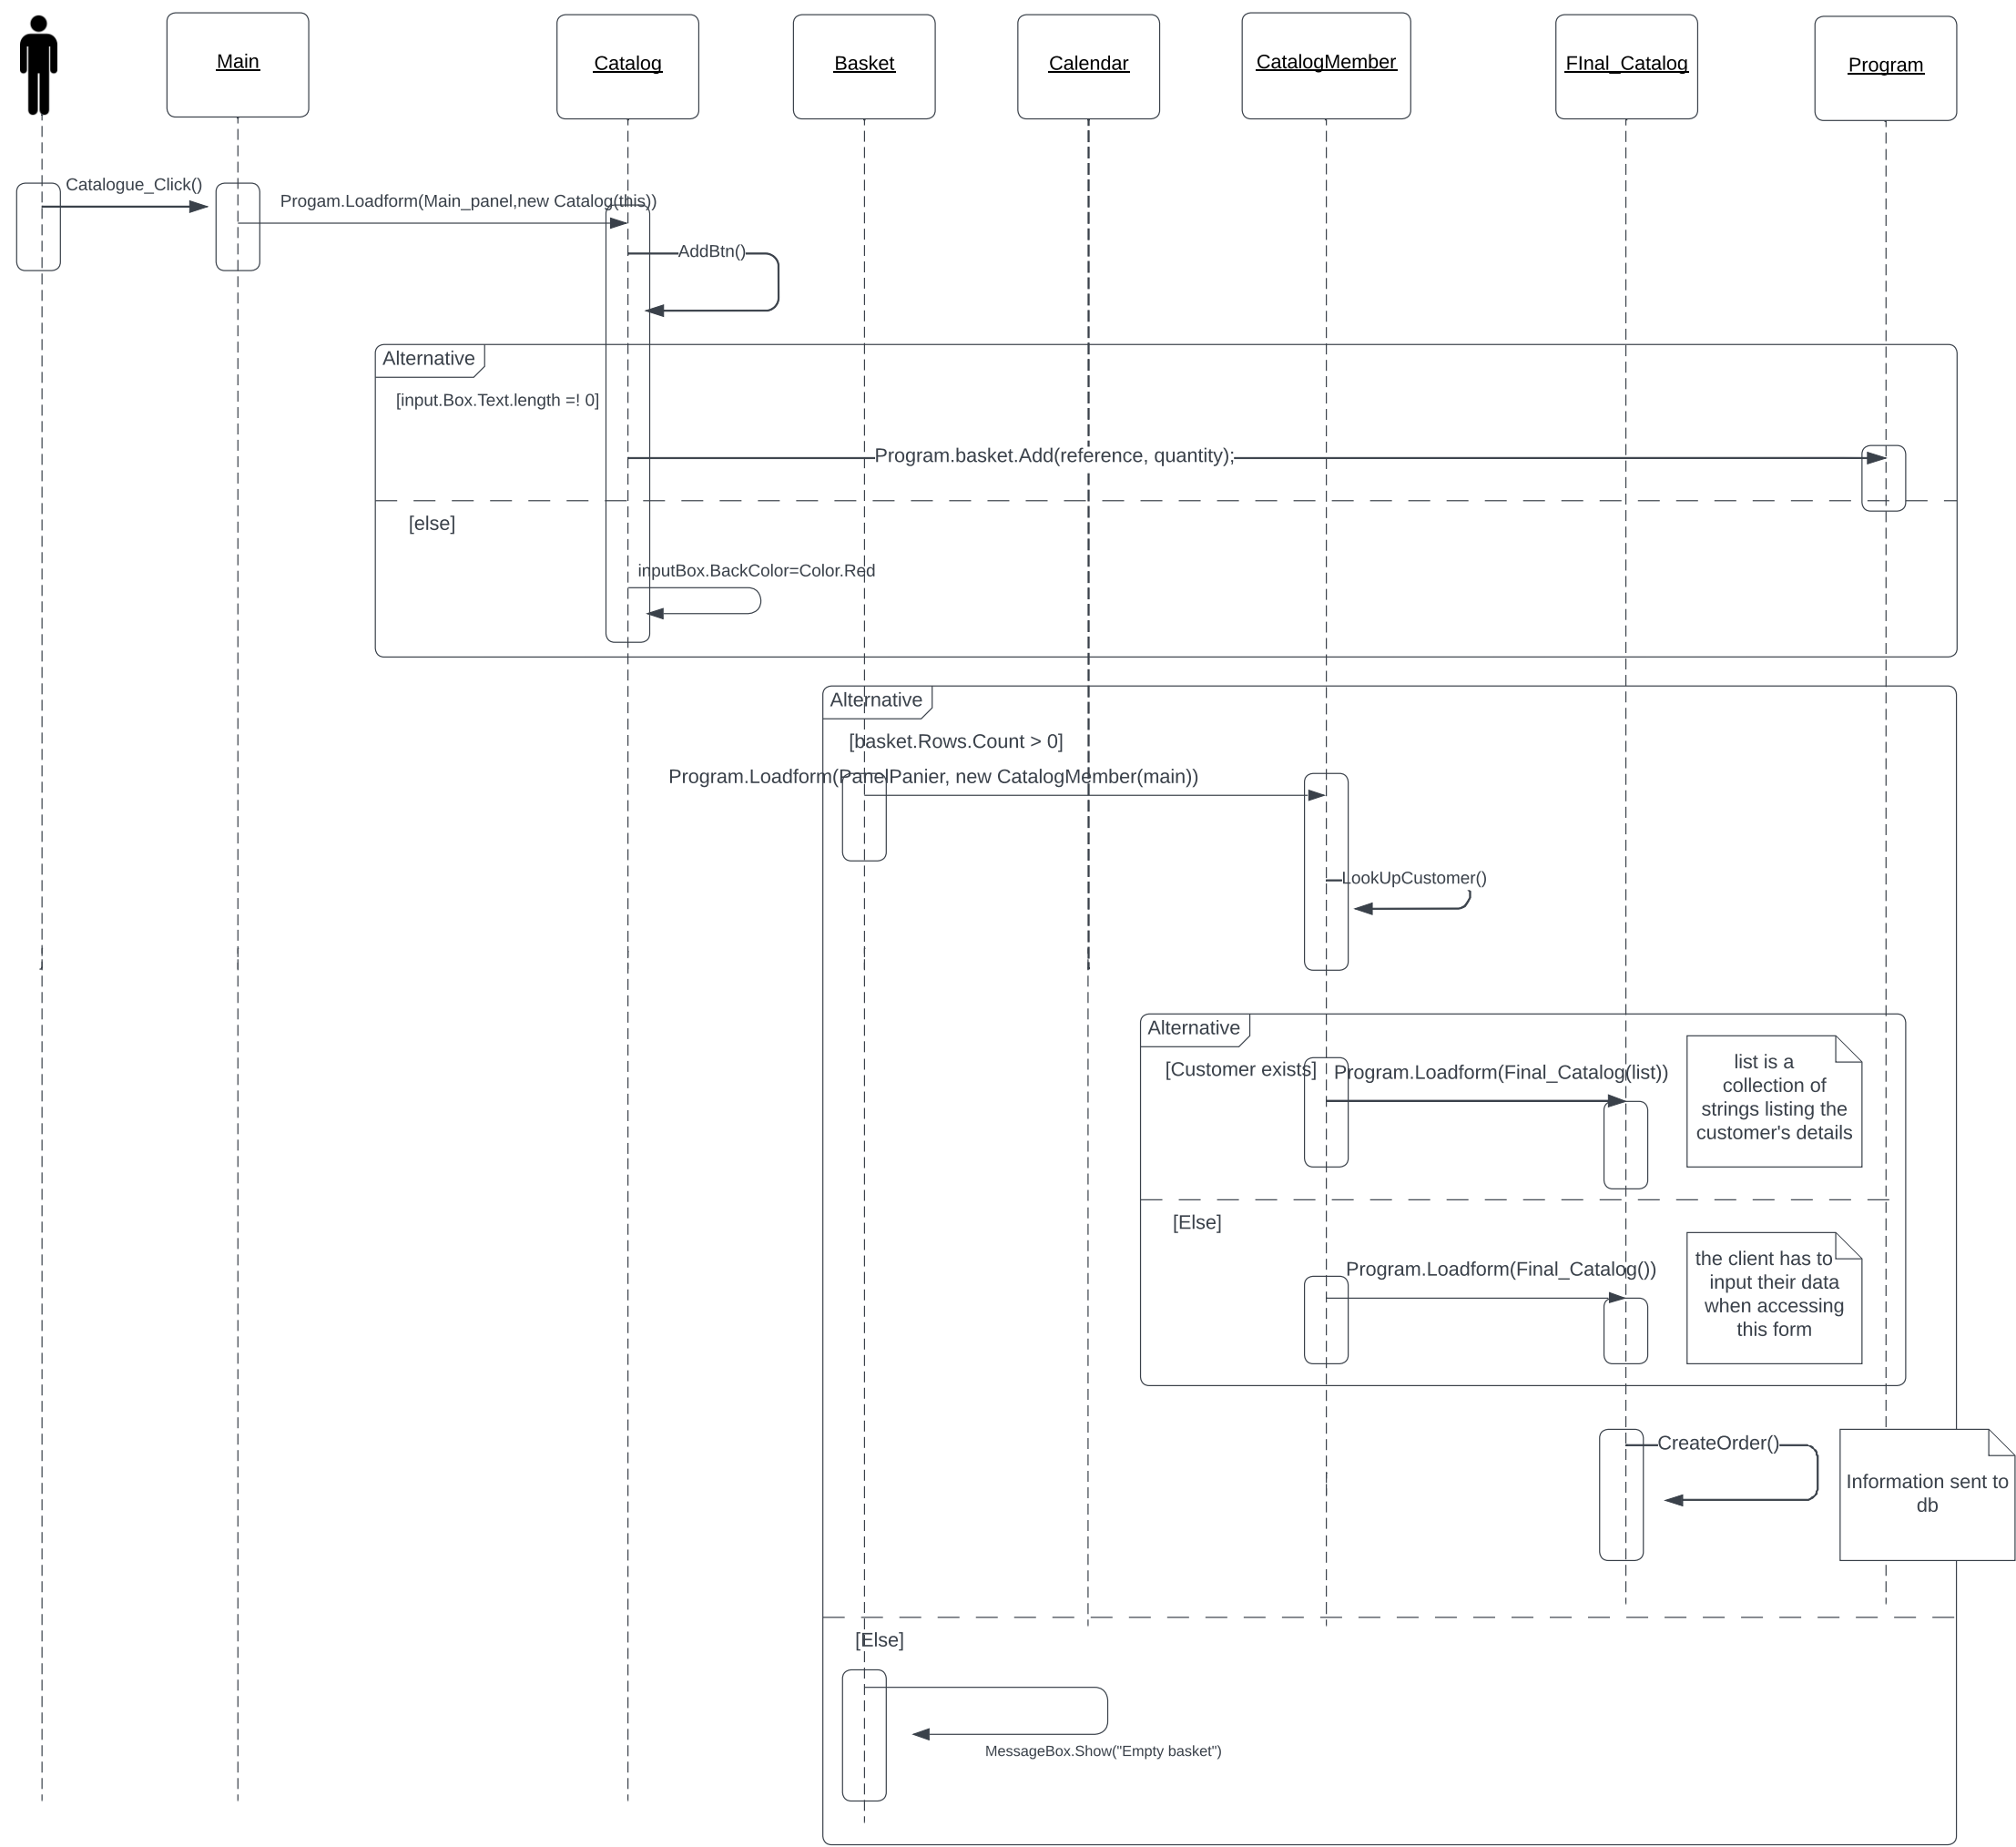 Main
Catalog
Basket
Calendar
CatalogMember
FInal_Catalog
Program
Catalogue_Click()
Progam.Loadform(Main_panel,new Catalog(this))
AddBtn()
Alternative
[input.Box.Text.length =! 0]
Program.basket.Add(reference, quantity);
[else]
inputBox.BackColor=Color.Red
Alternative
[basket.Rows.Count > 0]
Program.Loadform(PanelPanier, new CatalogMember(main))
LookUpCustomer()
Alternative
[Customer exists]
Program.Loadform(Final_Catalog(list))
list is a
collection of
strings listing the
customer's details
[Else]
Program.Loadform(Final_Catalog())
the client has to
input their data
when accessing
this form
CreateOrder()
Information sent to
db
[Else]
MessageBox.Show("Empty basket")